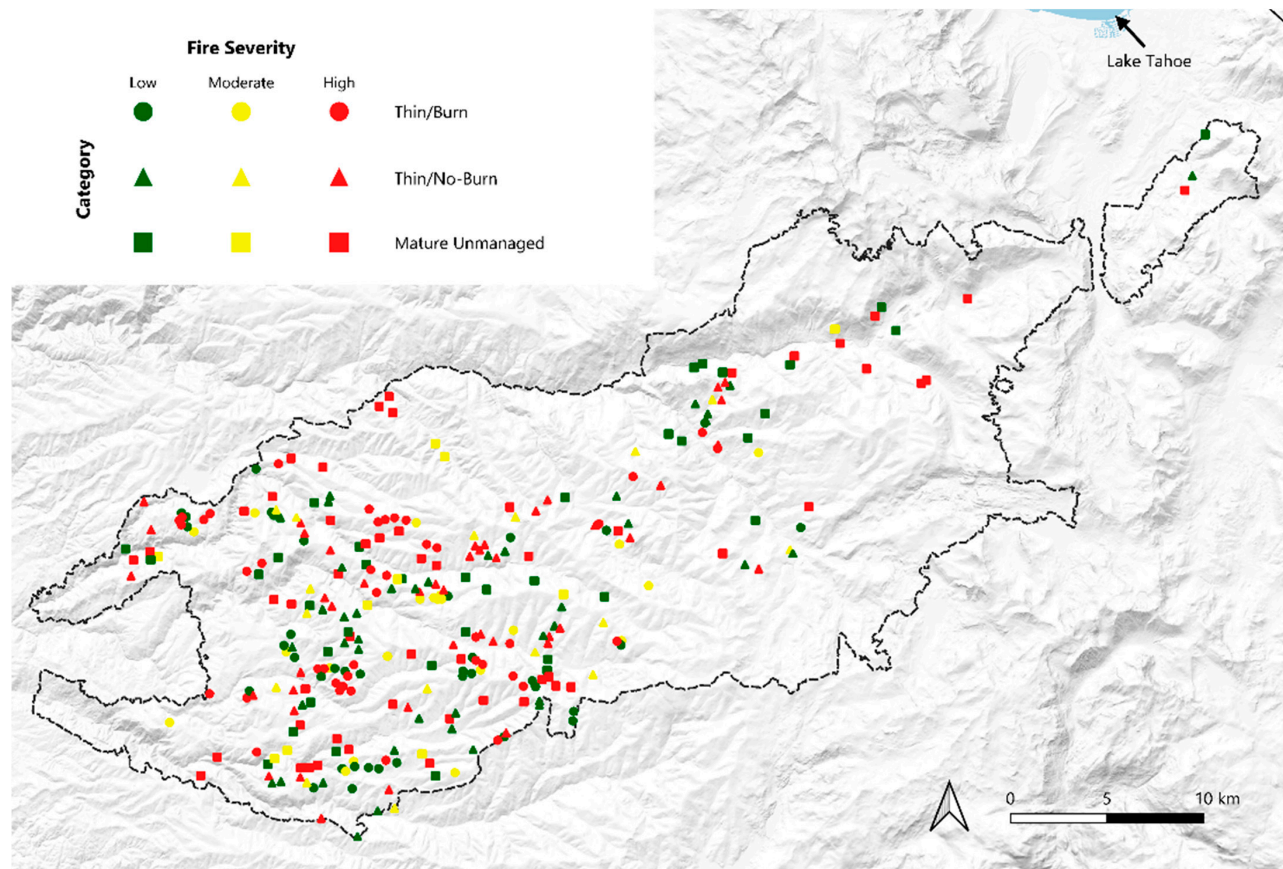 Fire Severity
Low Moderate High
Thin/Burn
Thin/No-Burn
Mature Unmanaged
Category
Lake Tahoe
0 5 10 km